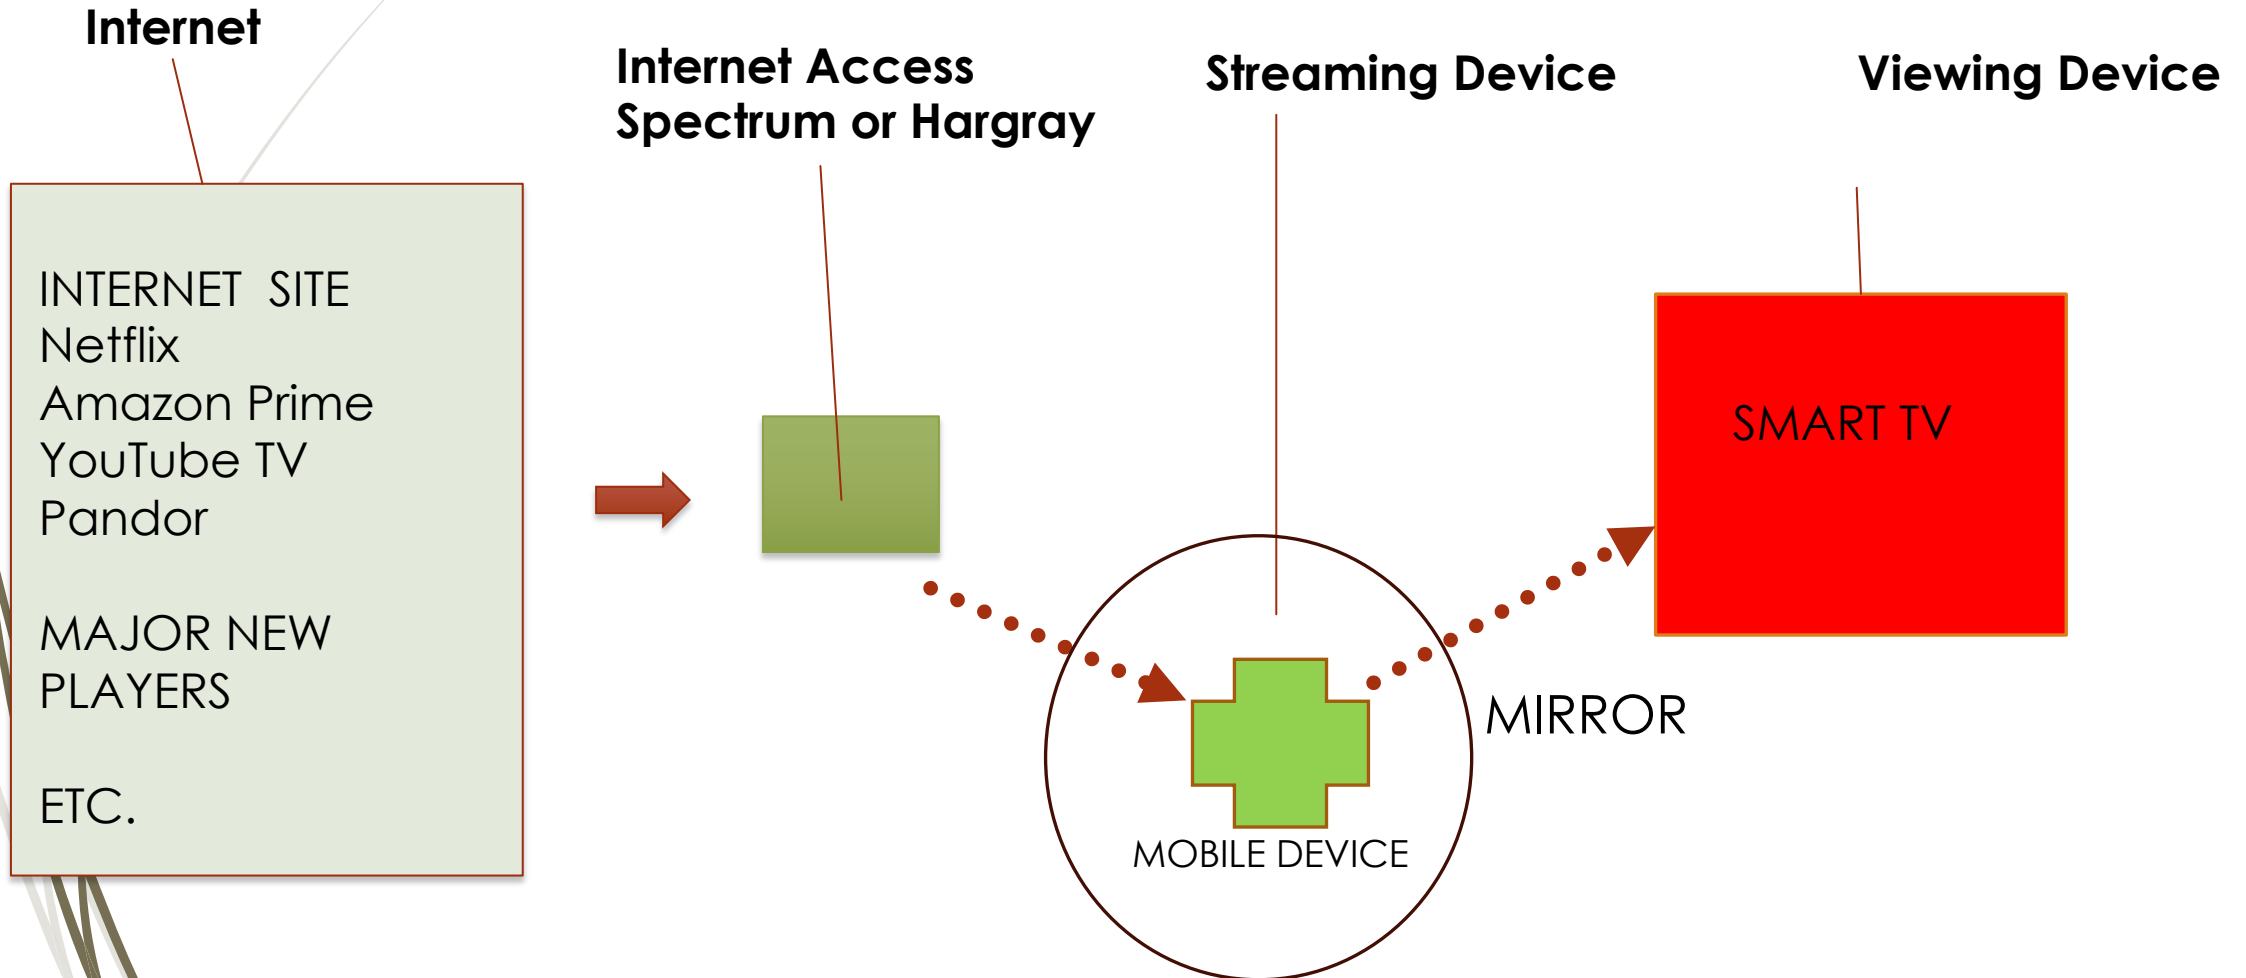 Internet
Internet Access
Spectrum or Hargray
Streaming Device
Viewing Device
INTERNET  SITE
Netflix
Amazon Prime
YouTube TV
Pandor
MAJOR NEW
PLAYERS
ETC.
SMART TV
MIRROR
MOBILE DEVICE